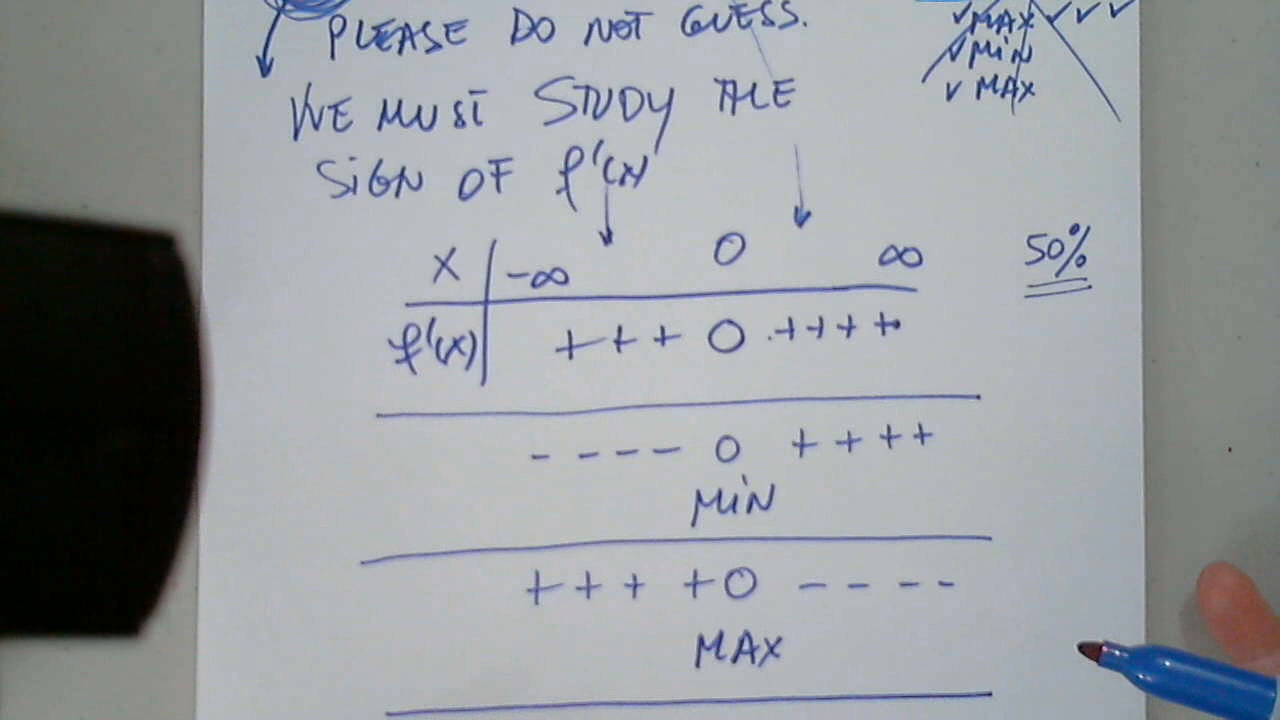 PLEASE DO NOT GUESS.
✓MAX ✓ ✓ ✓
✓MIN
✓ MAX
WE MUST STUDY THE
SIGN OF f'(x)
x | -∞ 0 ∞
50%
f'(x) | + + + 0 + + + +
- - - - 0 + + + +
MIN
+ + + + 0 - - - -
MAX